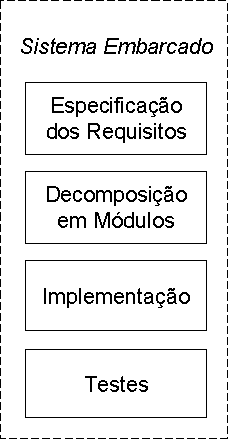 Sistema Embarcado
Especificação
dos Requisitos
Decomposição
em Módulos
Implementação
Testes